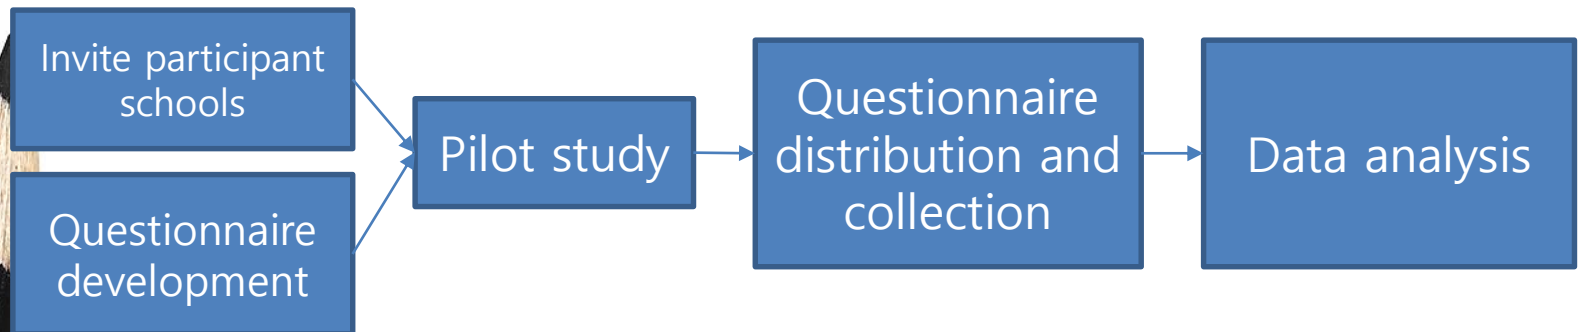 Invite participant
schools
Questionnaire
development
Pilot study
Questionnaire
distribution and
collection
Data analysis